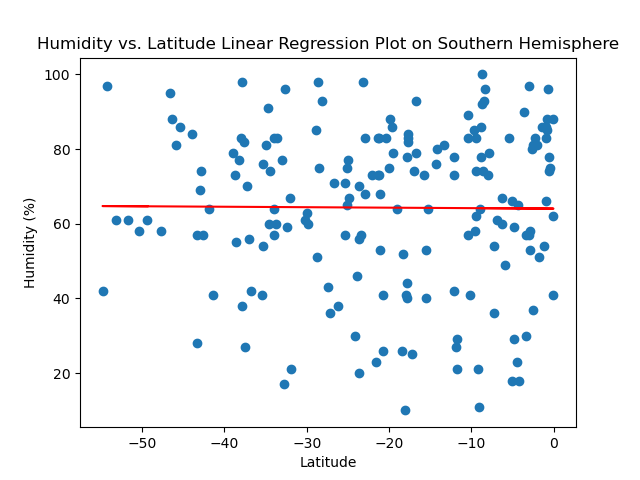 Humidity vs. Latitude Linear Regression Plot on Southern Hemisphere
100
80
60
40
20
Humidity (%)
−50 −40 −30 −20 −10 0
Latitude